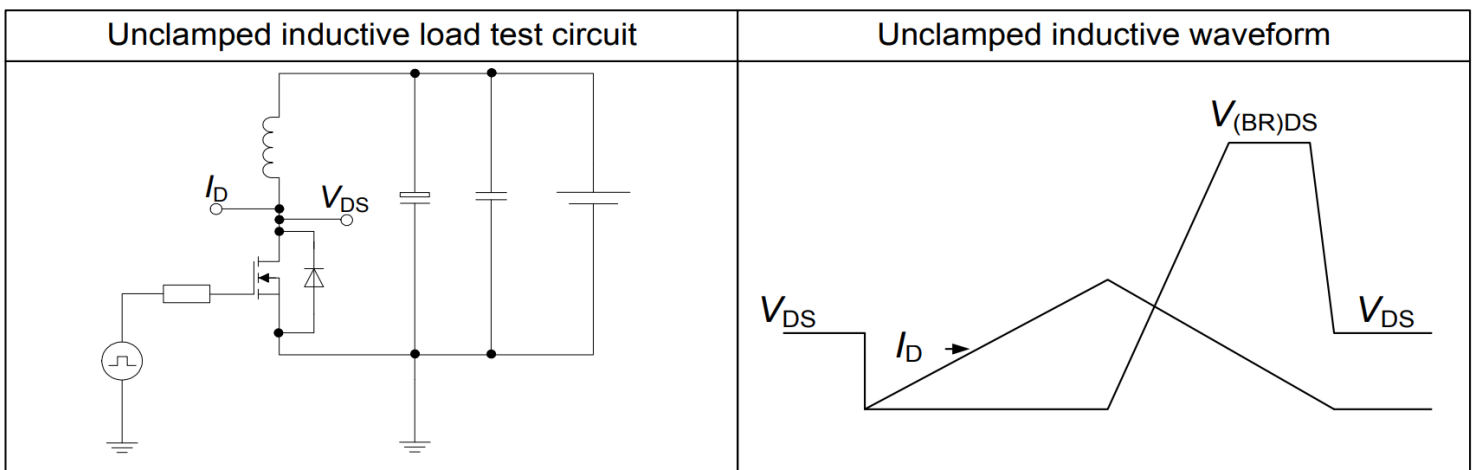 Unclamped inductive load test circuit
Unclamped inductive waveform
I_D
V_DS
V_(BR)DS
V_DS
I_D
V_DS